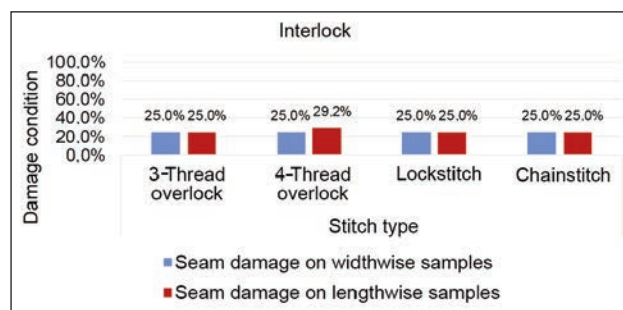 Interlock
Damage condition
100.0%
80.0%
60.0%
40.0%
20.0%
0.0%
25.0% 25.0%
25.0% 29.2%
25.0% 25.0%
25.0% 25.0%
3-Thread
overlock
4-Thread
overlock
Lockstitch
Chainstitch
Stitch type
Seam damage on widthwise samples
Seam damage on lengthwise samples